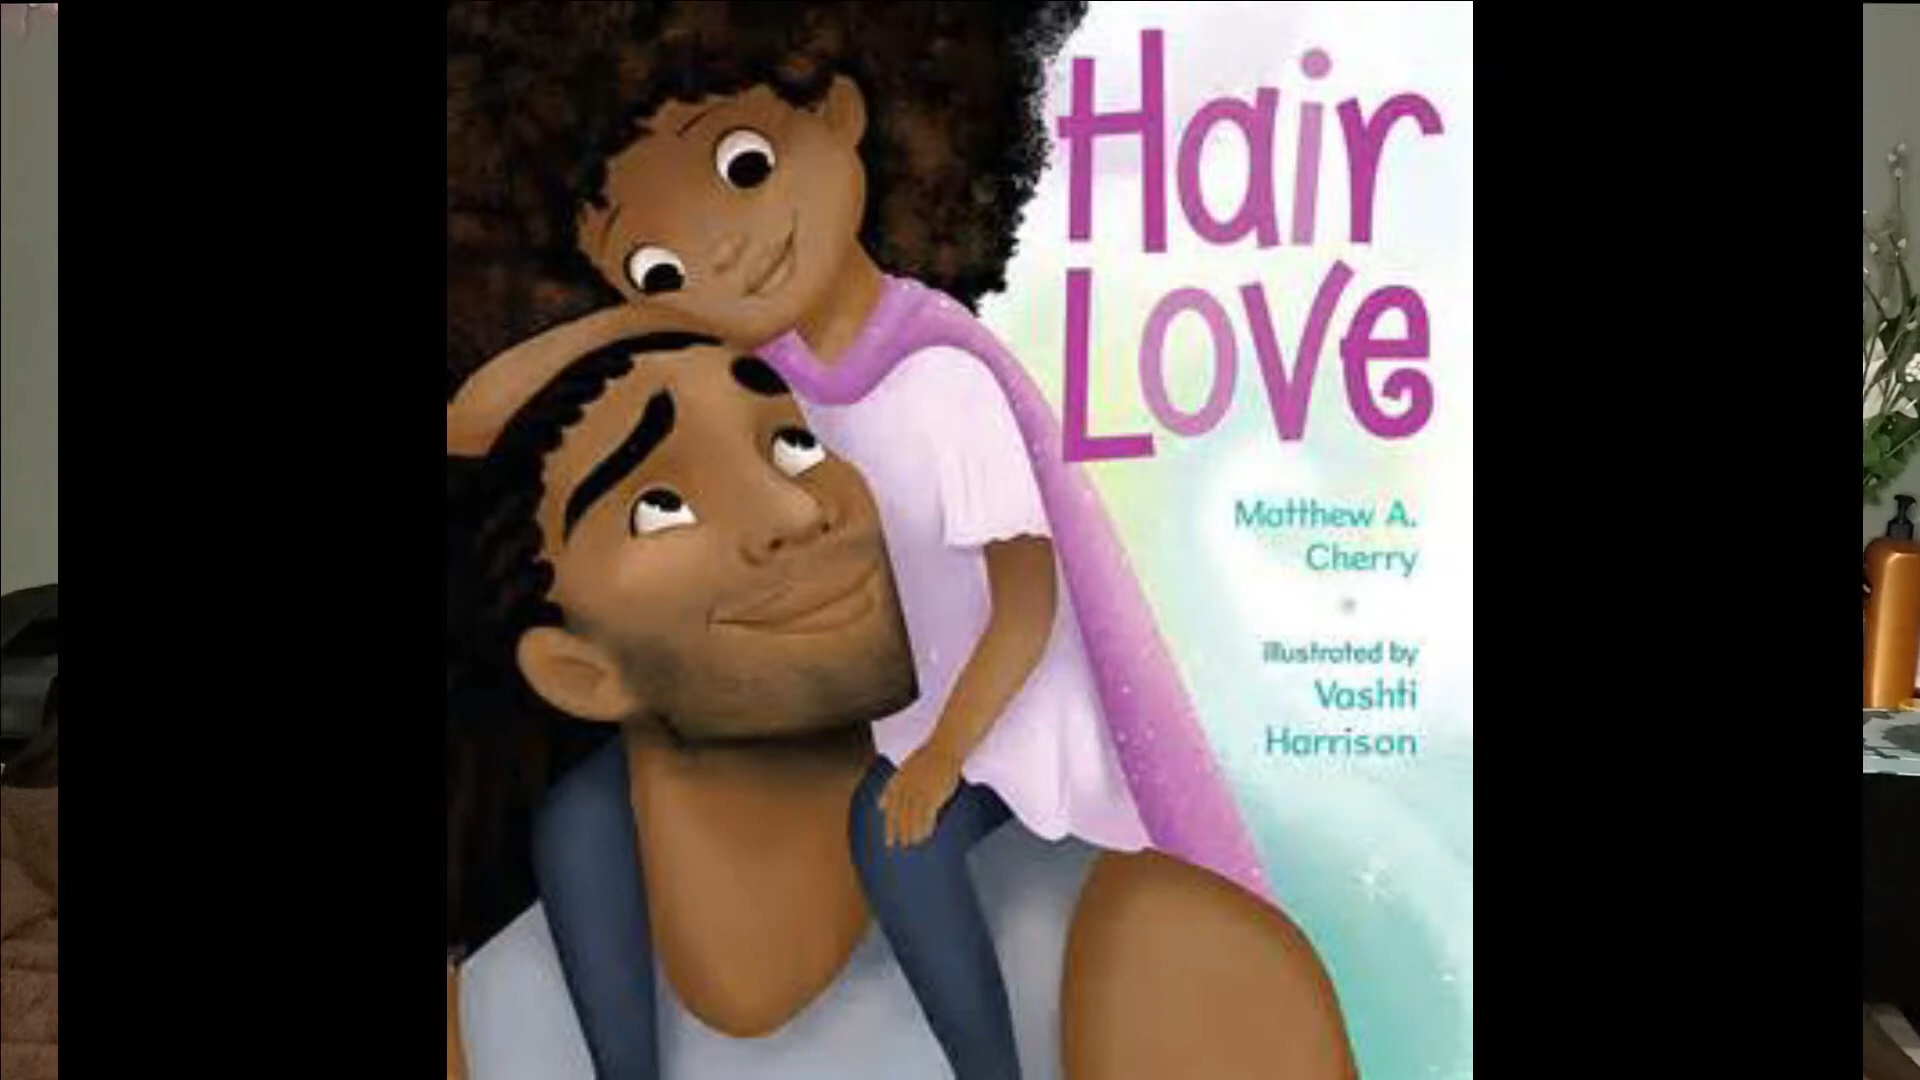 Hair
Love
Matthew A.
Cherry
illustrated by
Vashti
Harrison